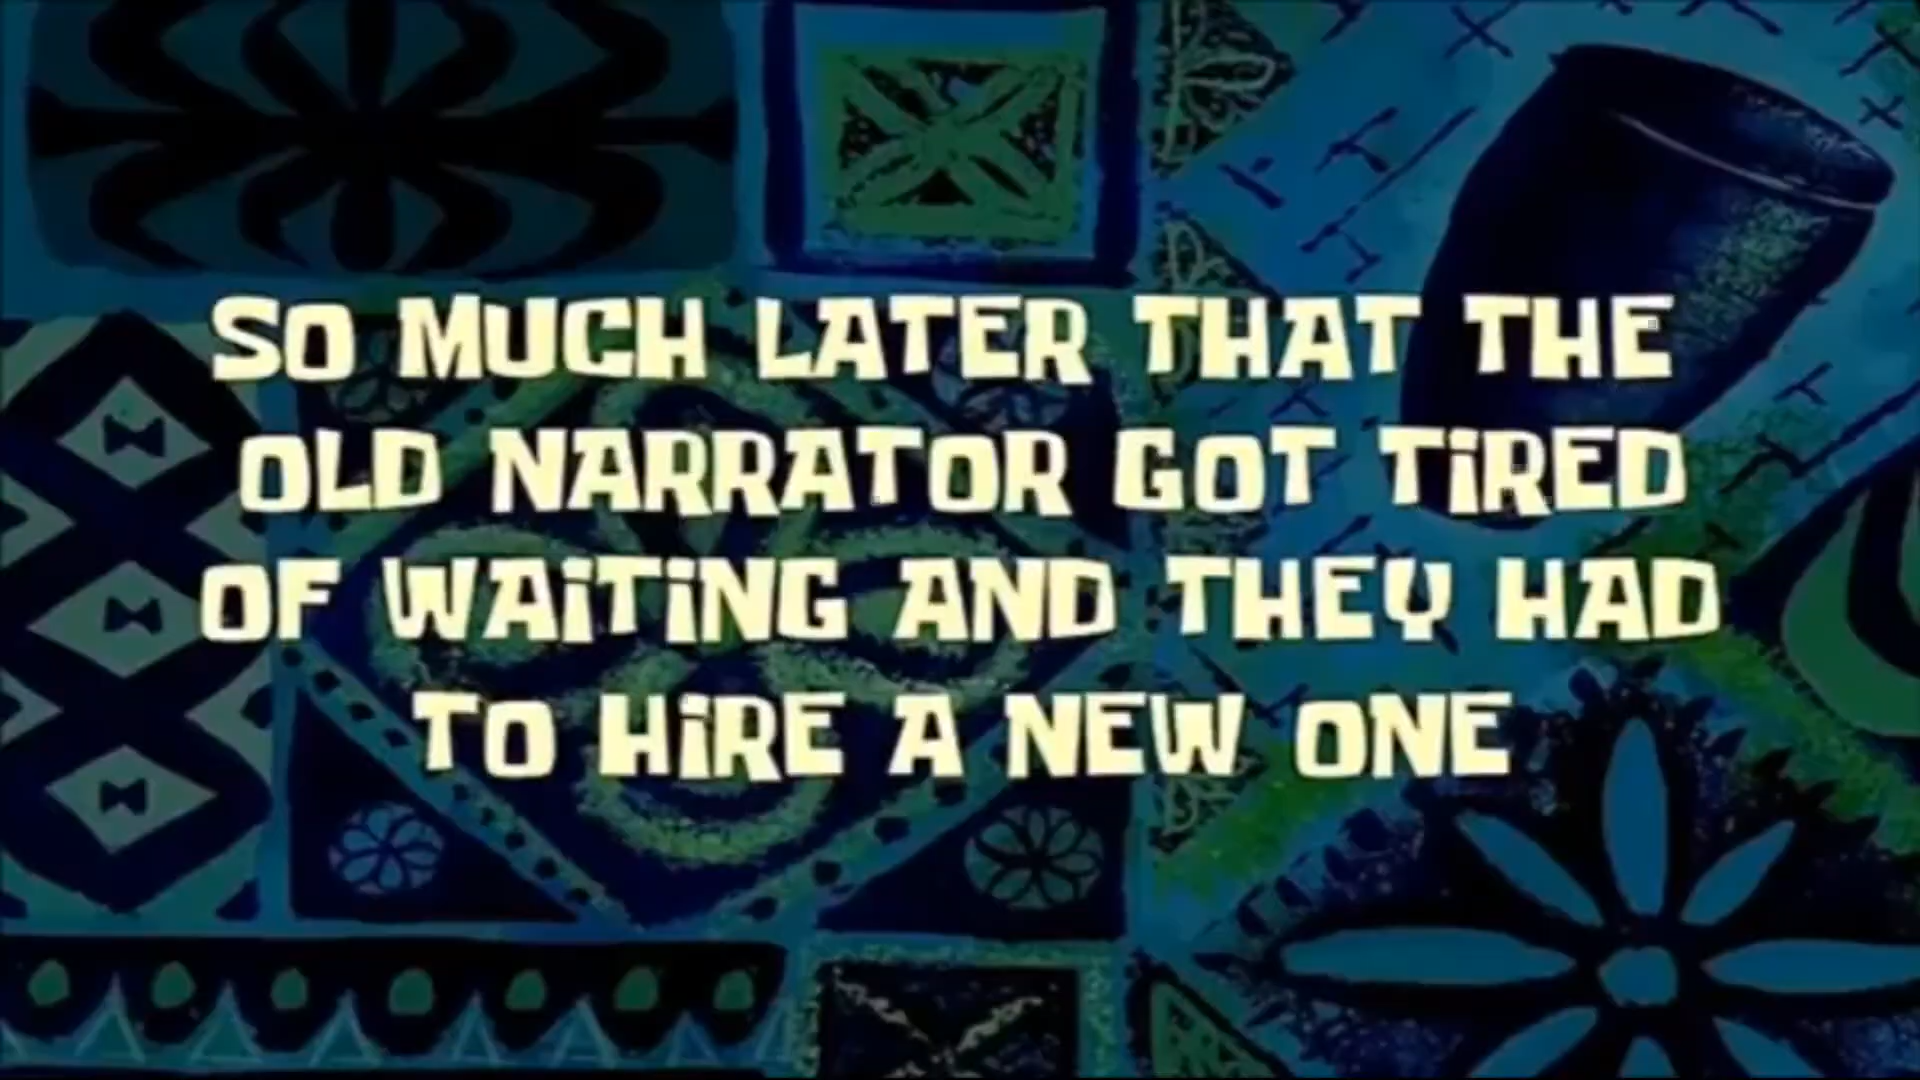 SO MUCH LATER THAT THE
OLD NARRATOR GOT TiRED
OF WAiTiNG AND THEY HAD
TO HiRE A NEW ONE